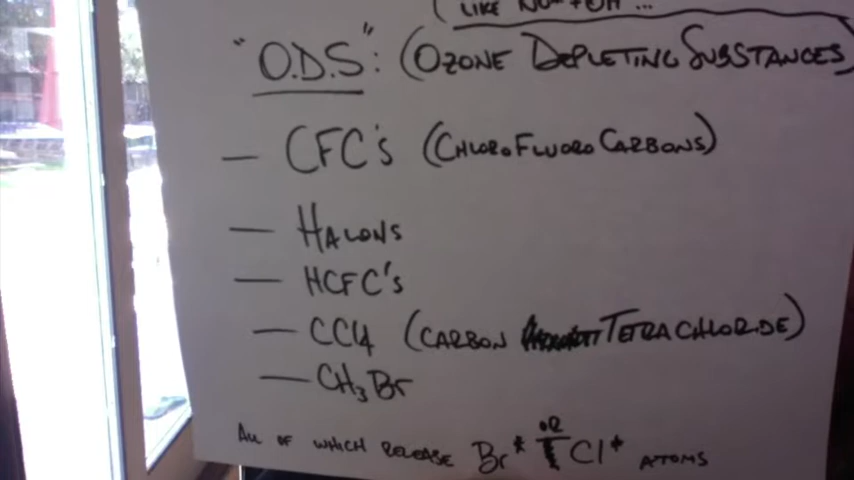 (LIKE
"O.D.S": (OZONE DEPLETING SUBSTANCES)
— CFC's (CHLOROFLUOROCARBONS)
— HALONS
— HCFC's
— CCl4 (CARBON TETRACHLORIDE)
— CH3Br
ALL OF WHICH RELEASE Br* OR Cl* ATOMS